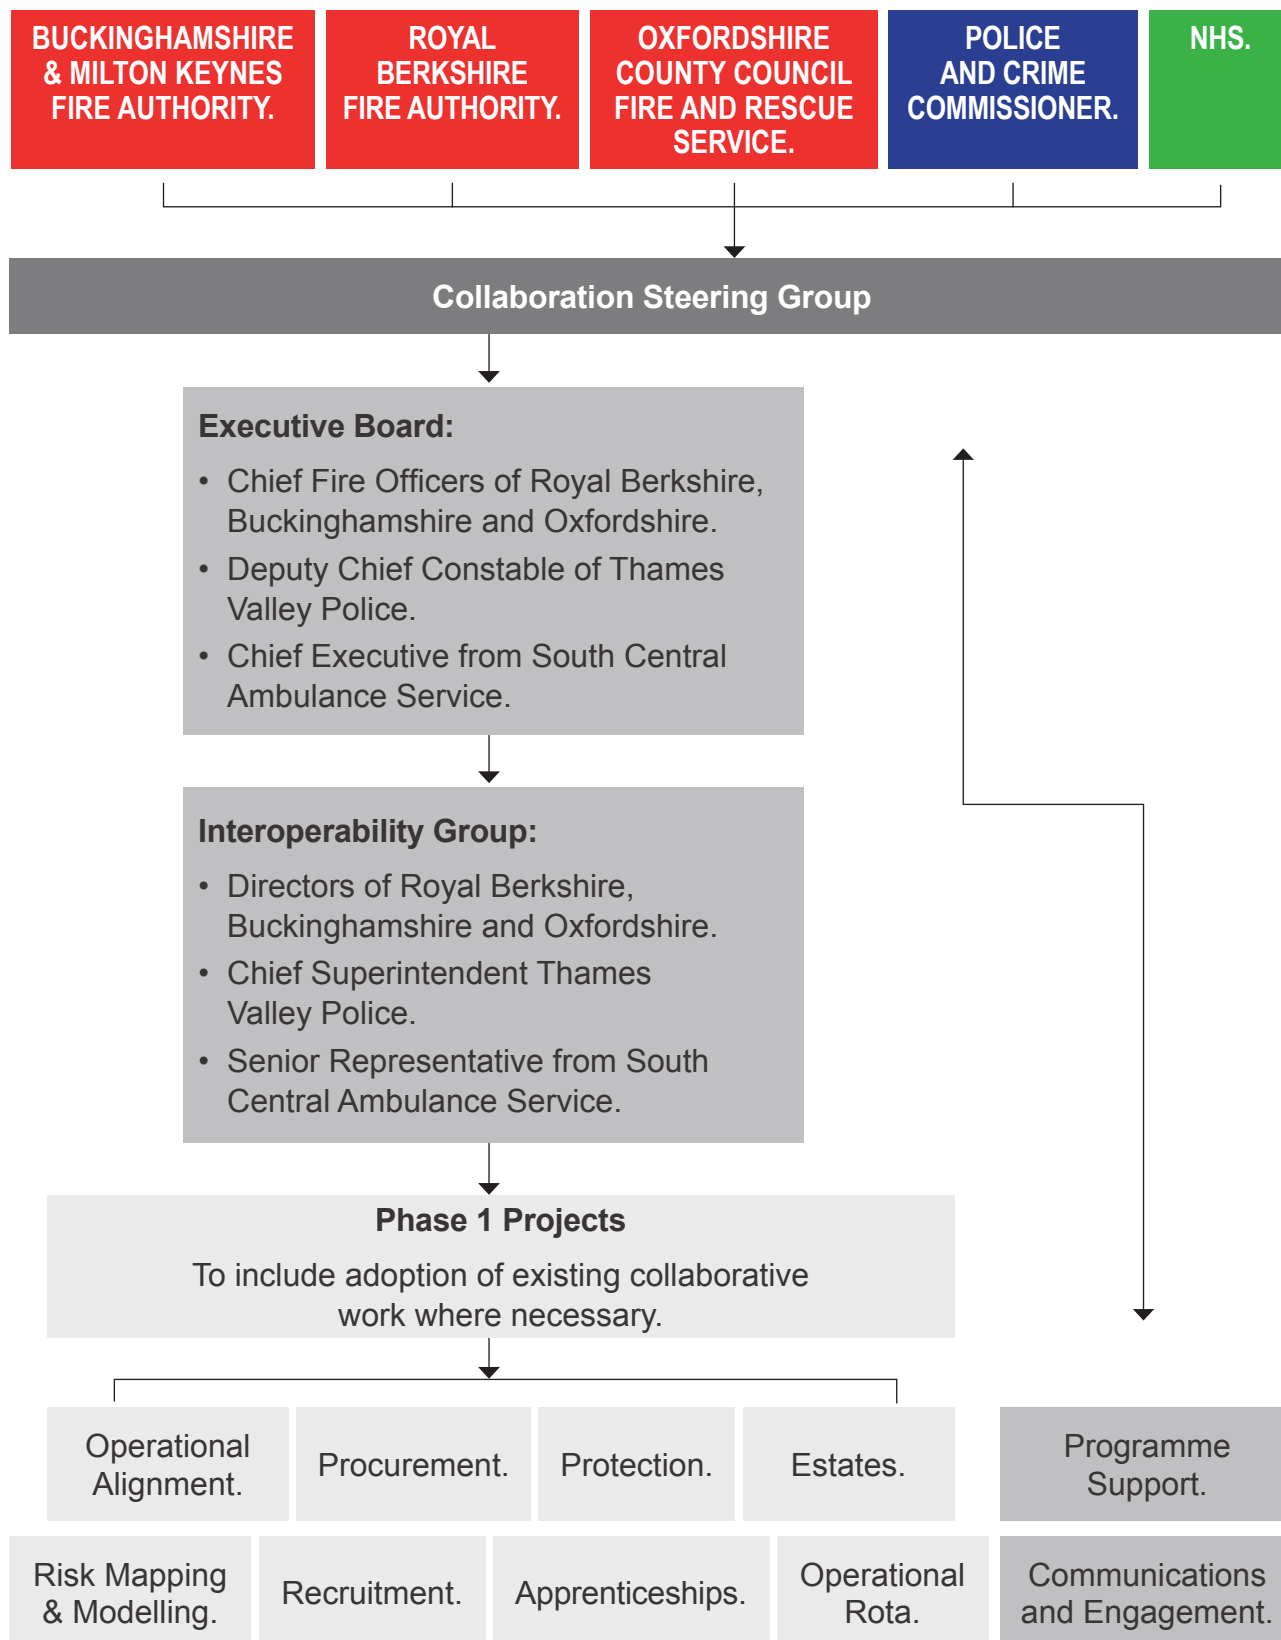 BUCKINGHAMSHIRE
& MILTON KEYNES
FIRE AUTHORITY.
ROYAL
BERKSHIRE
FIRE AUTHORITY.
OXFORDSHIRE
COUNTY COUNCIL
FIRE AND RESCUE
SERVICE.
POLICE
AND CRIME
COMMISSIONER.
NHS.
Collaboration Steering Group
Executive Board:
• Chief Fire Officers of Royal Berkshire,
Buckinghamshire and Oxfordshire.
• Deputy Chief Constable of Thames
Valley Police.
• Chief Executive from South Central
Ambulance Service.
Interoperability Group:
• Directors of Royal Berkshire,
Buckinghamshire and Oxfordshire.
• Chief Superintendent Thames
Valley Police.
• Senior Representative from South
Central Ambulance Service.
Phase 1 Projects
To include adoption of existing collaborative
work where necessary.
Operational
Alignment.
Procurement.
Protection.
Estates.
Programme
Support.
Risk Mapping
& Modelling.
Recruitment.
Apprenticeships.
Operational
Rota.
Communications
and Engagement.